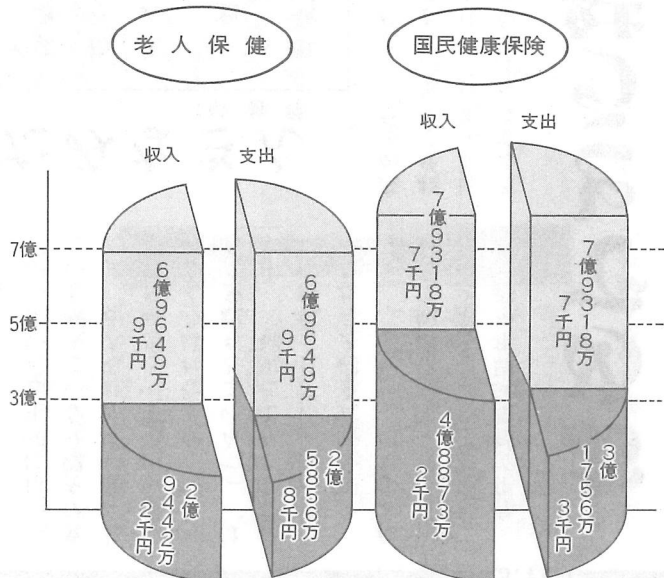 老人保健
国民健康保険
収入
支出
収入
支出
7億
5億
3億
6億9649万
9千円
6億9649万
9千円
7億9318万
7千円
7億9318万
7千円
2億
9442万
2千円
2億
5856万
8千円
4億8873万
2千円
3億
1756万
3千円